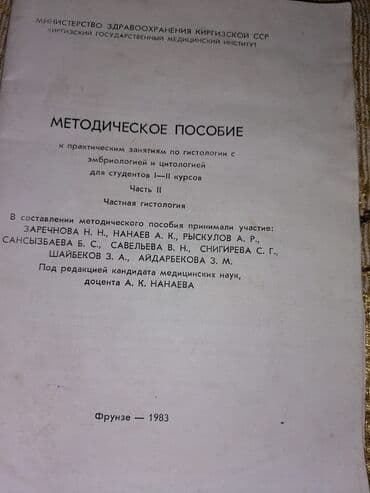 МИНИСТЕРСТВО ЗДРАВООХРАНЕНИЯ КИРГИЗСКОЙ ССР
КИРГИЗСКИЙ ГОСУДАРСТВЕННЫЙ МЕДИЦИНСКИЙ ИНСТИТУТ
МЕТОДИЧЕСКОЕ ПОСОБИЕ
к практическим занятиям по гистологии с
эмбриологией и цитологией
для студентов I—II курсов
Часть II
Частная гистология
В составлении методического пособия принимали участие:
ЗАРЕЧНОВА Н. Н., НАНАЕВ А. К., РЫСКУЛОВ А. Р.,
САНСЫЗБАЕВА Б. С., САВЕЛЬЕВА В. Н., СНИГИРЕВА С. Г.,
ШАЙБЕКОВ З. А., АЙДАРБЕКОВА З. М.
Под редакцией кандидата медицинских наук,
доцента А. К. НАНАЕВА
Фрунзе — 1983